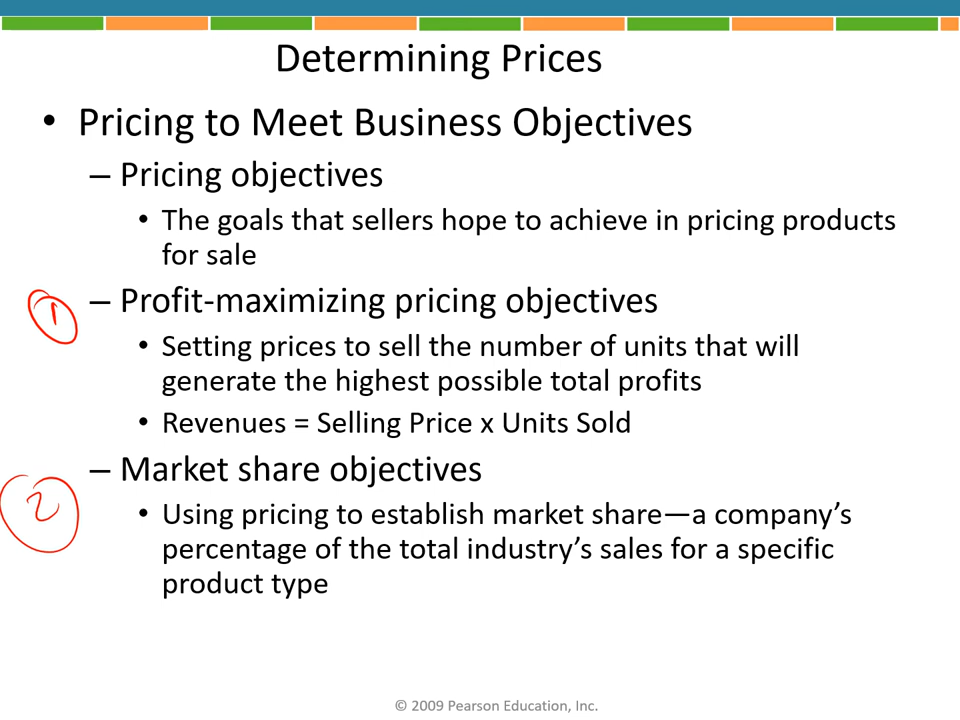 Determining Prices
• Pricing to Meet Business Objectives
– Pricing objectives
• The goals that sellers hope to achieve in pricing products
for sale
1
– Profit-maximizing pricing objectives
• Setting prices to sell the number of units that will
generate the highest possible total profits
• Revenues = Selling Price x Units Sold
– Market share objectives
2
• Using pricing to establish market share—a company’s
percentage of the total industry’s sales for a specific
product type
© 2009 Pearson Education, Inc.